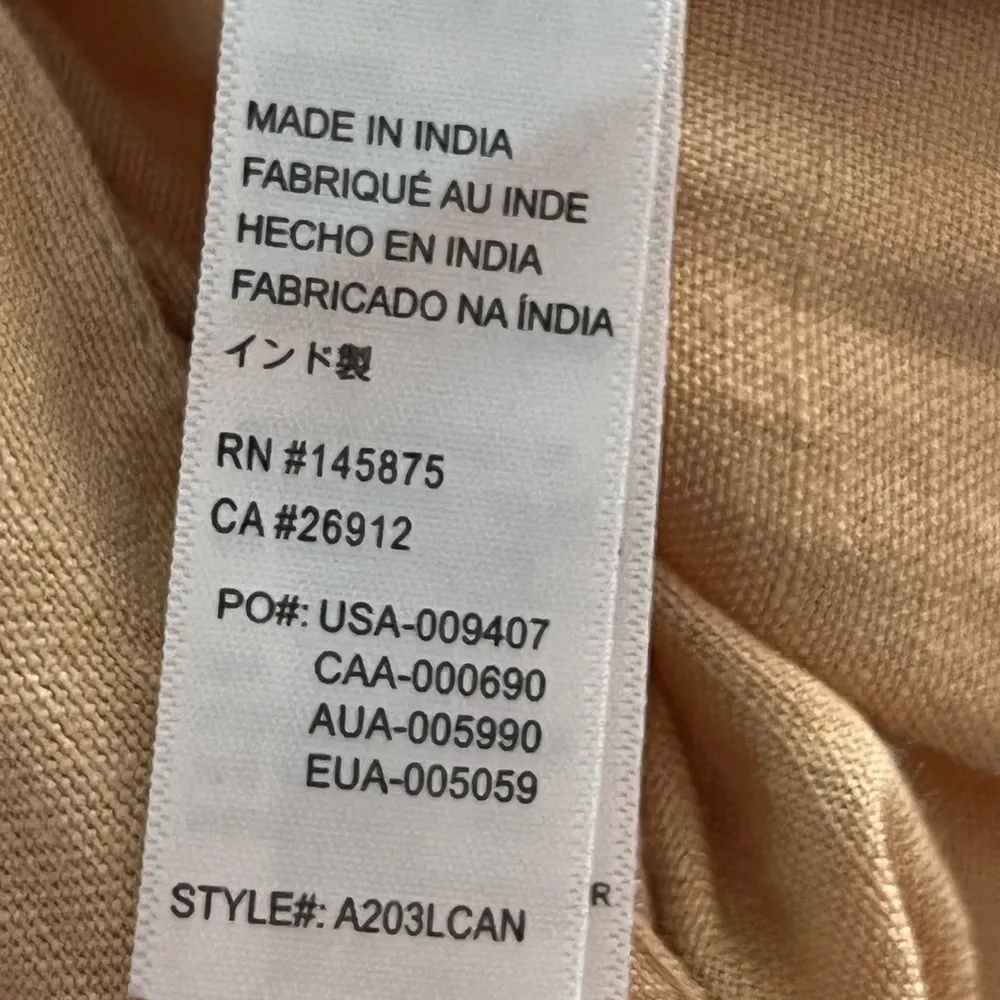 MADE IN INDIA
FABRIQUÉ AU INDE
HECHO EN INDIA
FABRICADO NA ÍNDIA
インド製
RN #145875
CA #26912
PO#: USA-009407
CAA-000690
AUA-005990
EUA-005059
STYLE#: A203LCAN
R